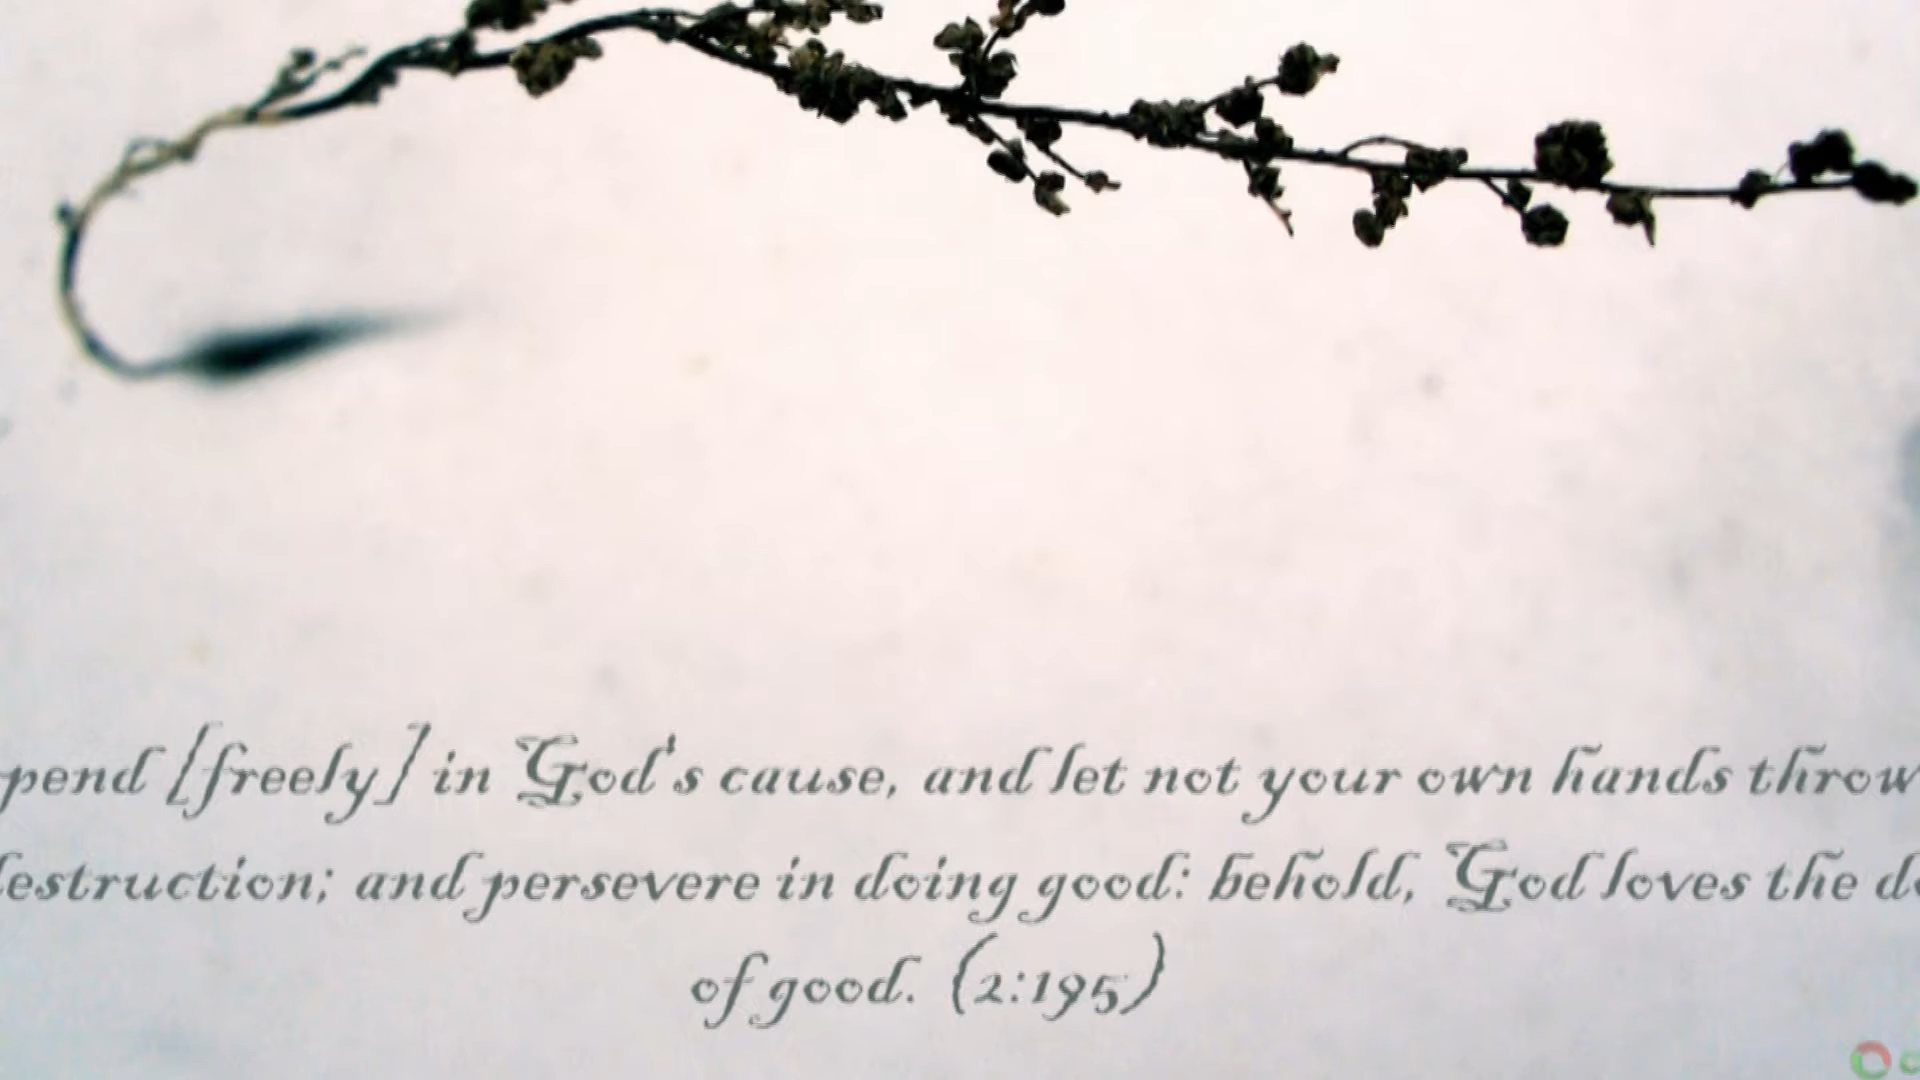 pend [freely] in God's cause, and let not your own hands throw
estruction; and persevere in doing good: behold, God loves the d
of good. (2:195)